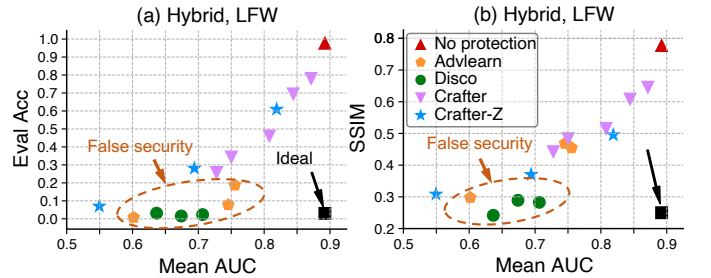 (a) Hybrid, LFW
1.0
0.9
0.8
0.7
0.6
0.5
0.4
0.3
0.2
0.1
0.0
Eval Acc
False security
Ideal
0.5 0.6 0.7 0.8 0.9
Mean AUC
(b) Hybrid, LFW
0.8
0.7
0.6
0.5
0.4
0.3
0.2
SSIM
No protection
Advlearn
Disco
Crafter
Crafter-Z
False security
0.5 0.6 0.7 0.8 0.9
Mean AUC